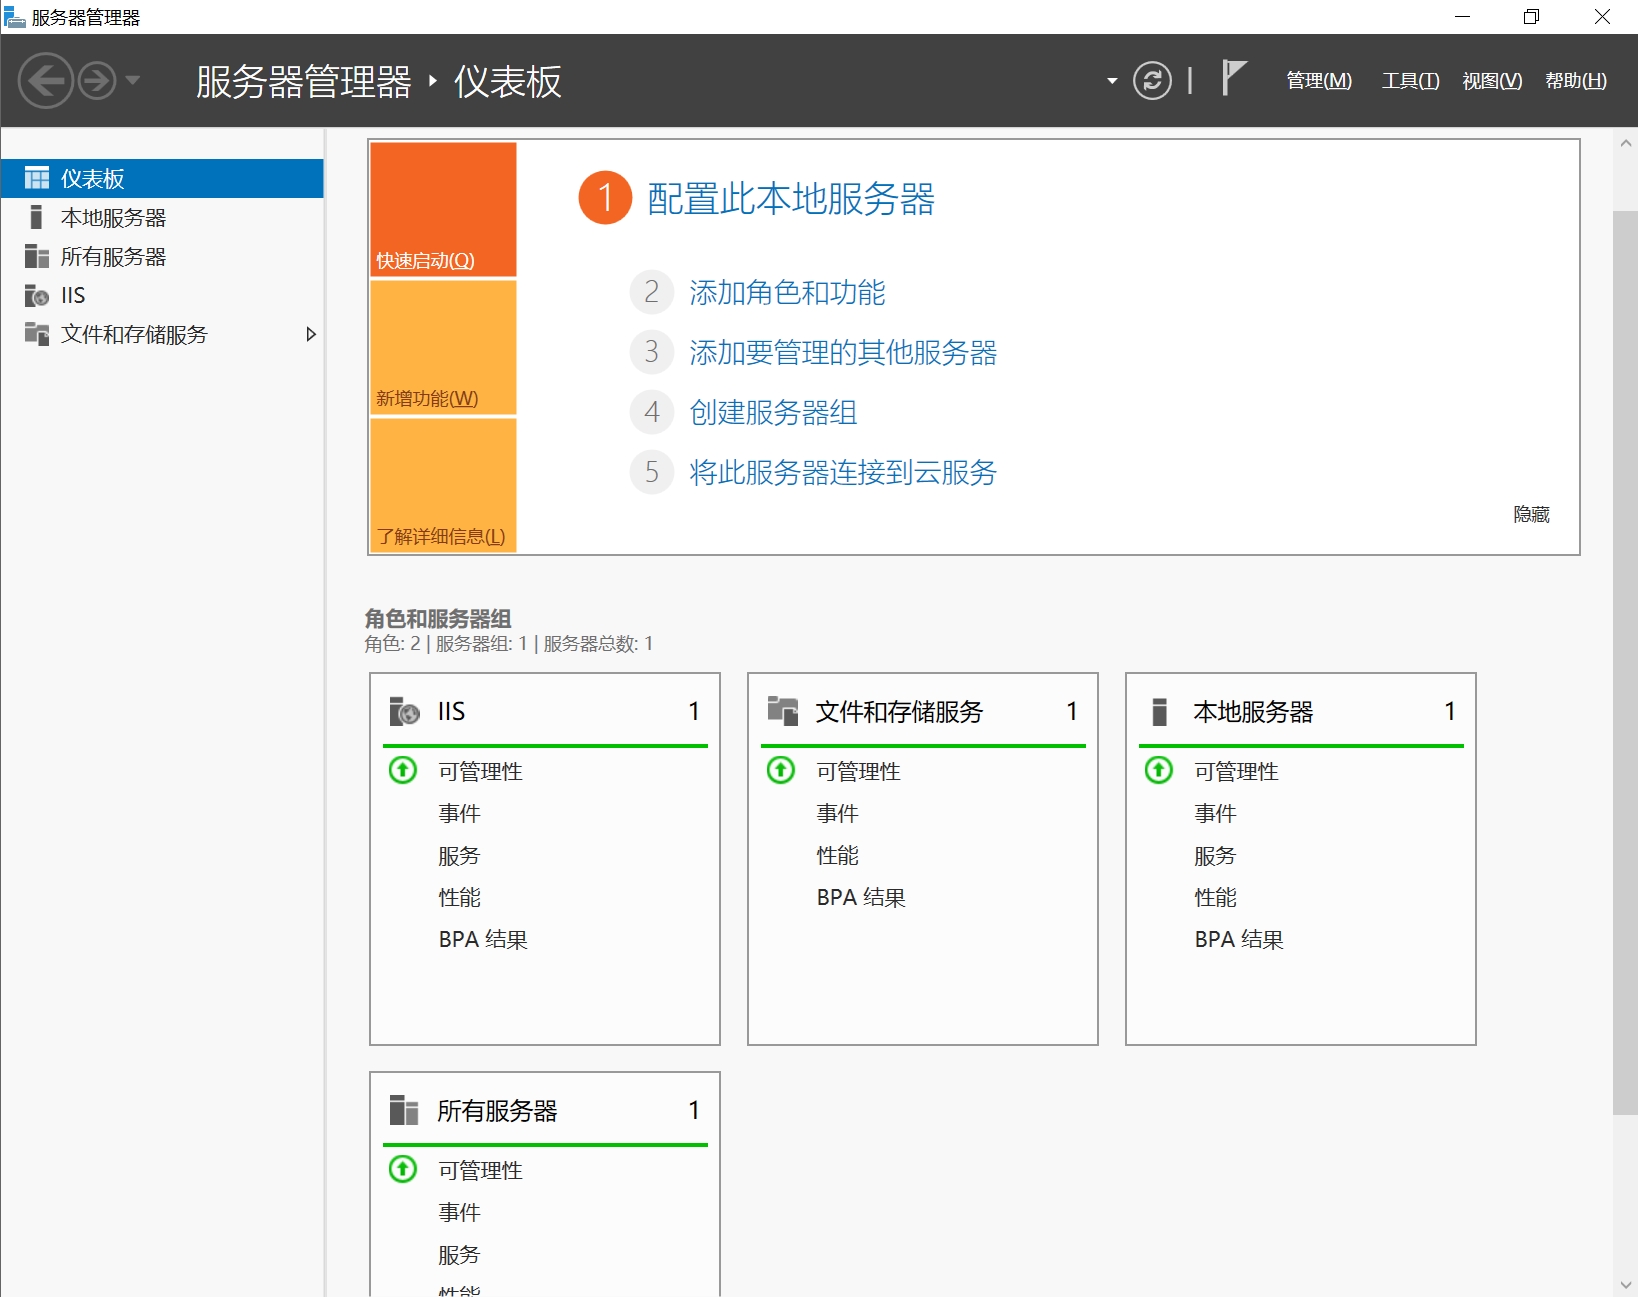 服务器管理器
服务器管理器 ‣ 仪表板
管理(M) 工具(T) 视图(V) 帮助(H)
仪表板
本地服务器
所有服务器
IIS
文件和存储服务
快速启动(Q)
新增功能(W)
了解详细信息(L)
1 配置此本地服务器
2 添加角色和功能
3 添加要管理的其他服务器
4 创建服务器组
5 将此服务器连接到云服务
隐藏
角色和服务器组
角色: 2 | 服务器组: 1 | 服务器总数: 1
IIS 1
可管理性
事件
服务
性能
BPA 结果
文件和存储服务 1
可管理性
事件
性能
BPA 结果
本地服务器 1
可管理性
事件
服务
性能
BPA 结果
所有服务器 1
可管理性
事件
服务
性能